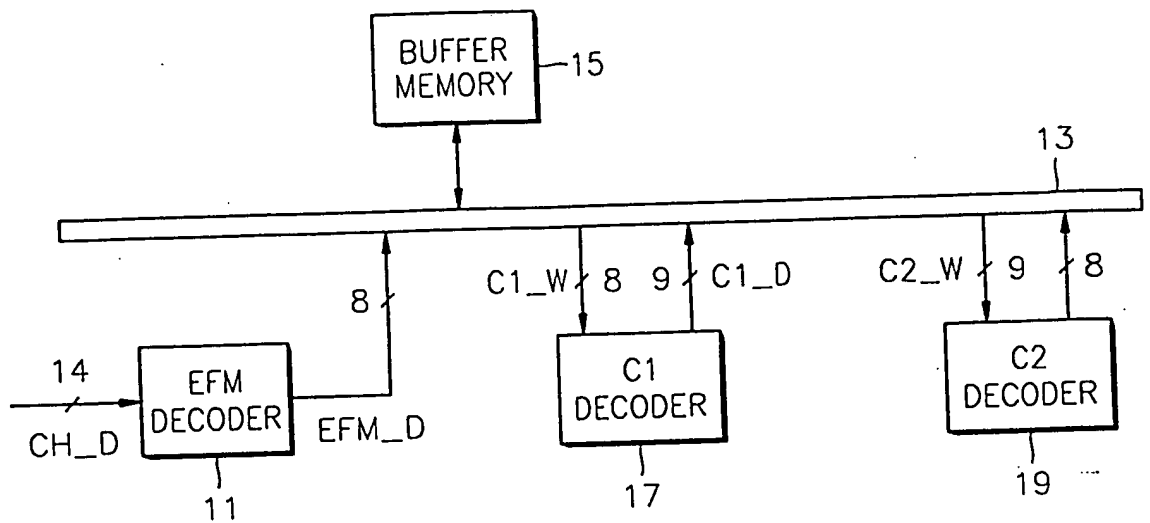 BUFFER
MEMORY
15
13
8
C1_W 8
9 C1_D
C2_W 9
8
14
CH_D
EFM
DECODER
EFM_D
11
C1
DECODER
17
C2
DECODER
19